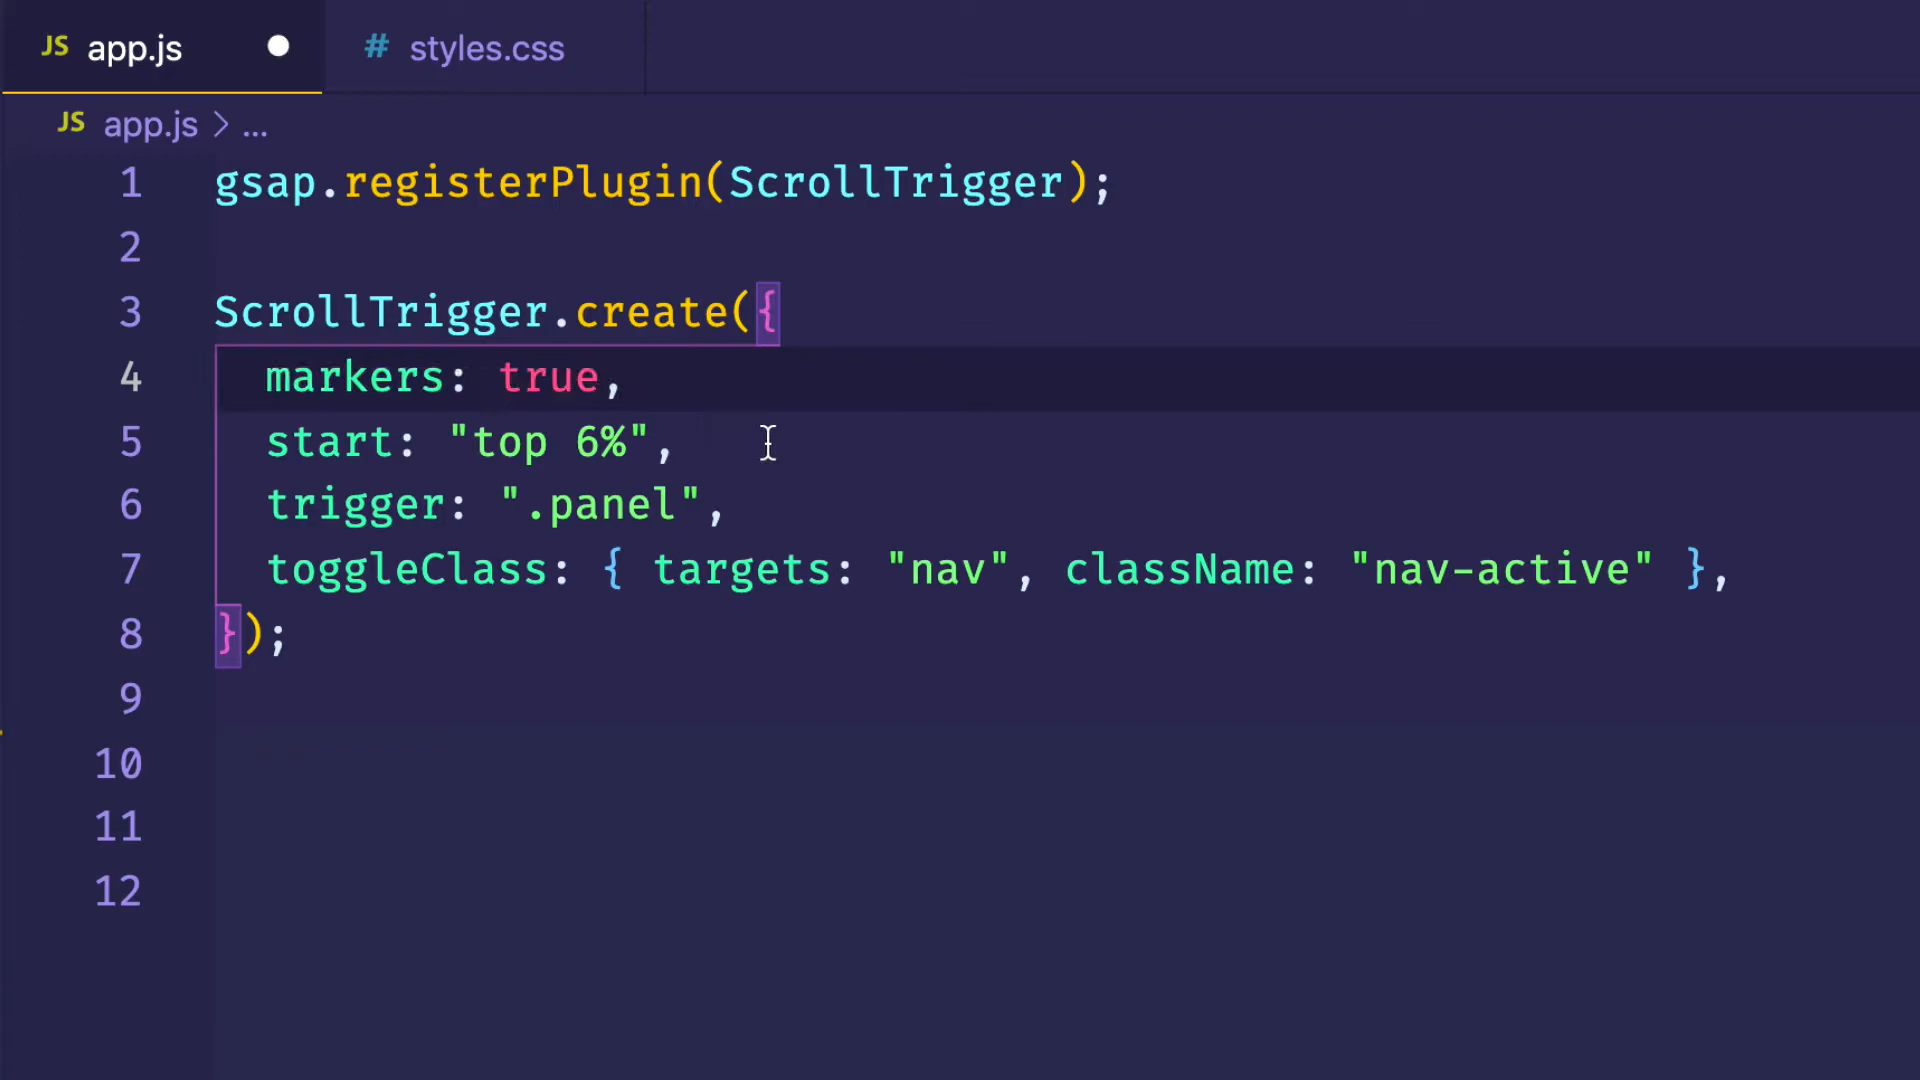 JS app.js
# styles.css
JS app.js > ...
1 gsap.registerPlugin(ScrollTrigger);
2
3 ScrollTrigger.create({
4 markers: true,
5 start: "top 6%",
6 trigger: ".panel",
7 toggleClass: { targets: "nav", className: "nav-active" },
8 });
9
10
11
12